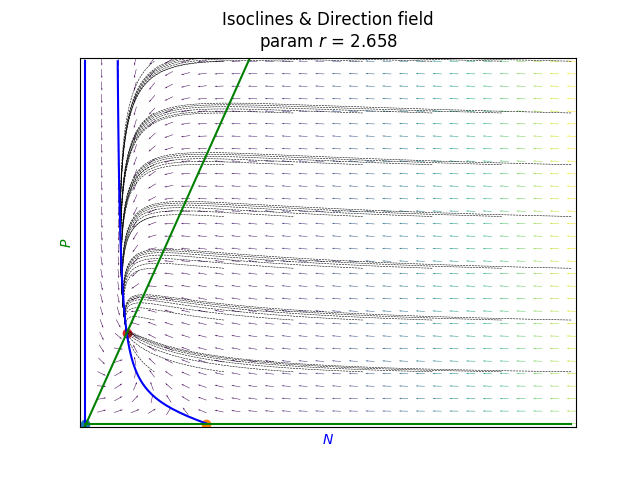 Isoclines & Direction field
param r = 2.658
P
N